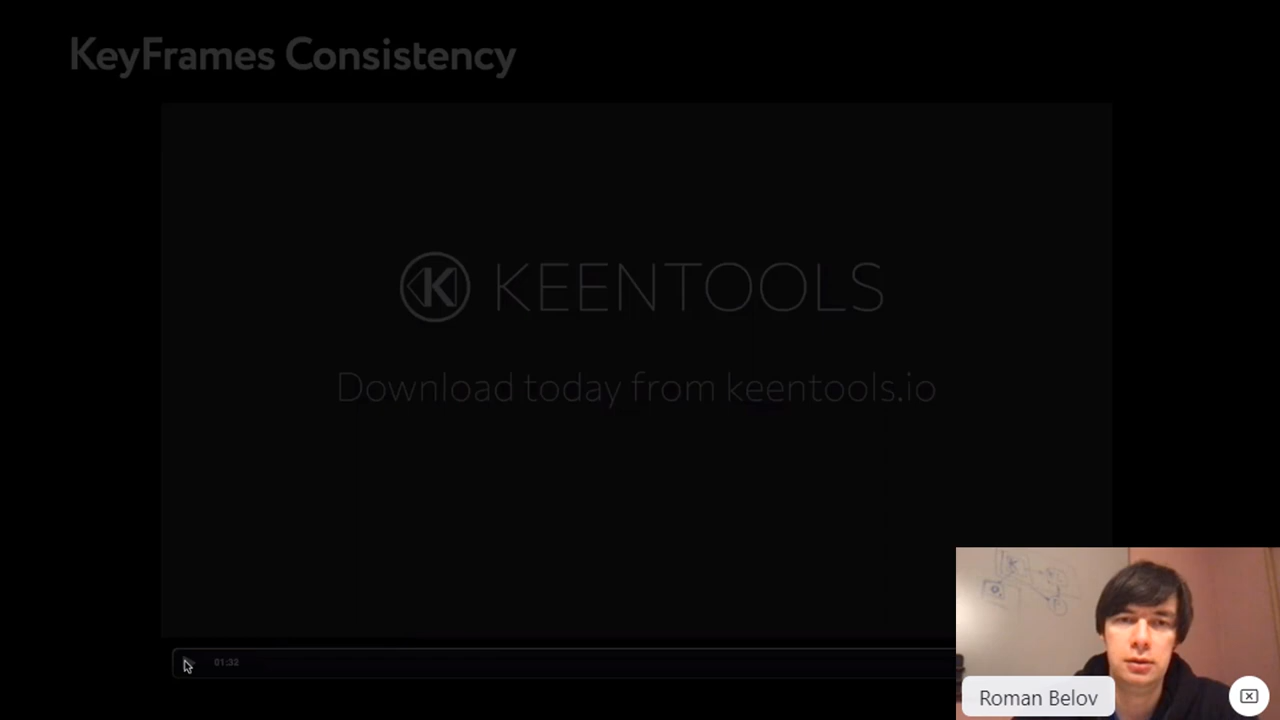 KeyFrames Consistency
KEENTOOLS
Download today from keentools.io
01:32
Roman Belov